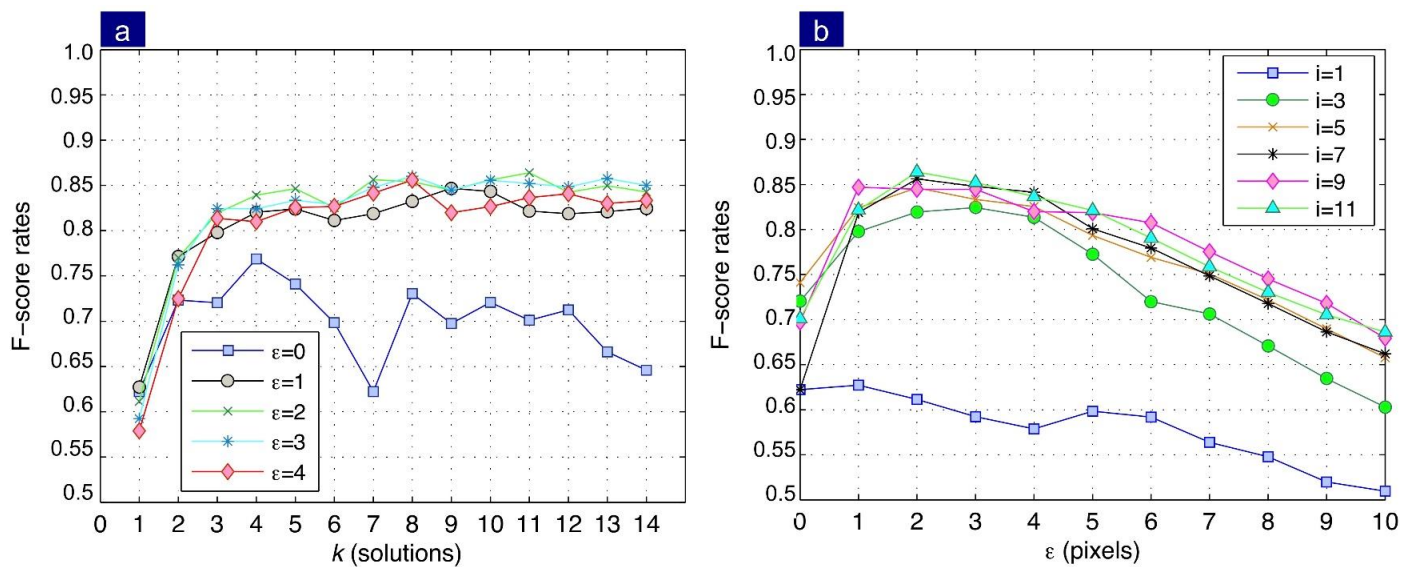 a
1.0
0.95
0.9
0.85
0.8
0.75
0.7
0.65
0.6
0.55
0.5
F-score rates
ε=0
ε=1
ε=2
ε=3
ε=4
0 1 2 3 4 5 6 7 8 9 10 11 12 13 14
k (solutions)
b
1.0
0.95
0.9
0.85
0.8
0.75
0.7
0.65
0.6
0.55
0.5
F-score rates
i=1
i=3
i=5
i=7
i=9
i=11
0 1 2 3 4 5 6 7 8 9 10
ε (pixels)